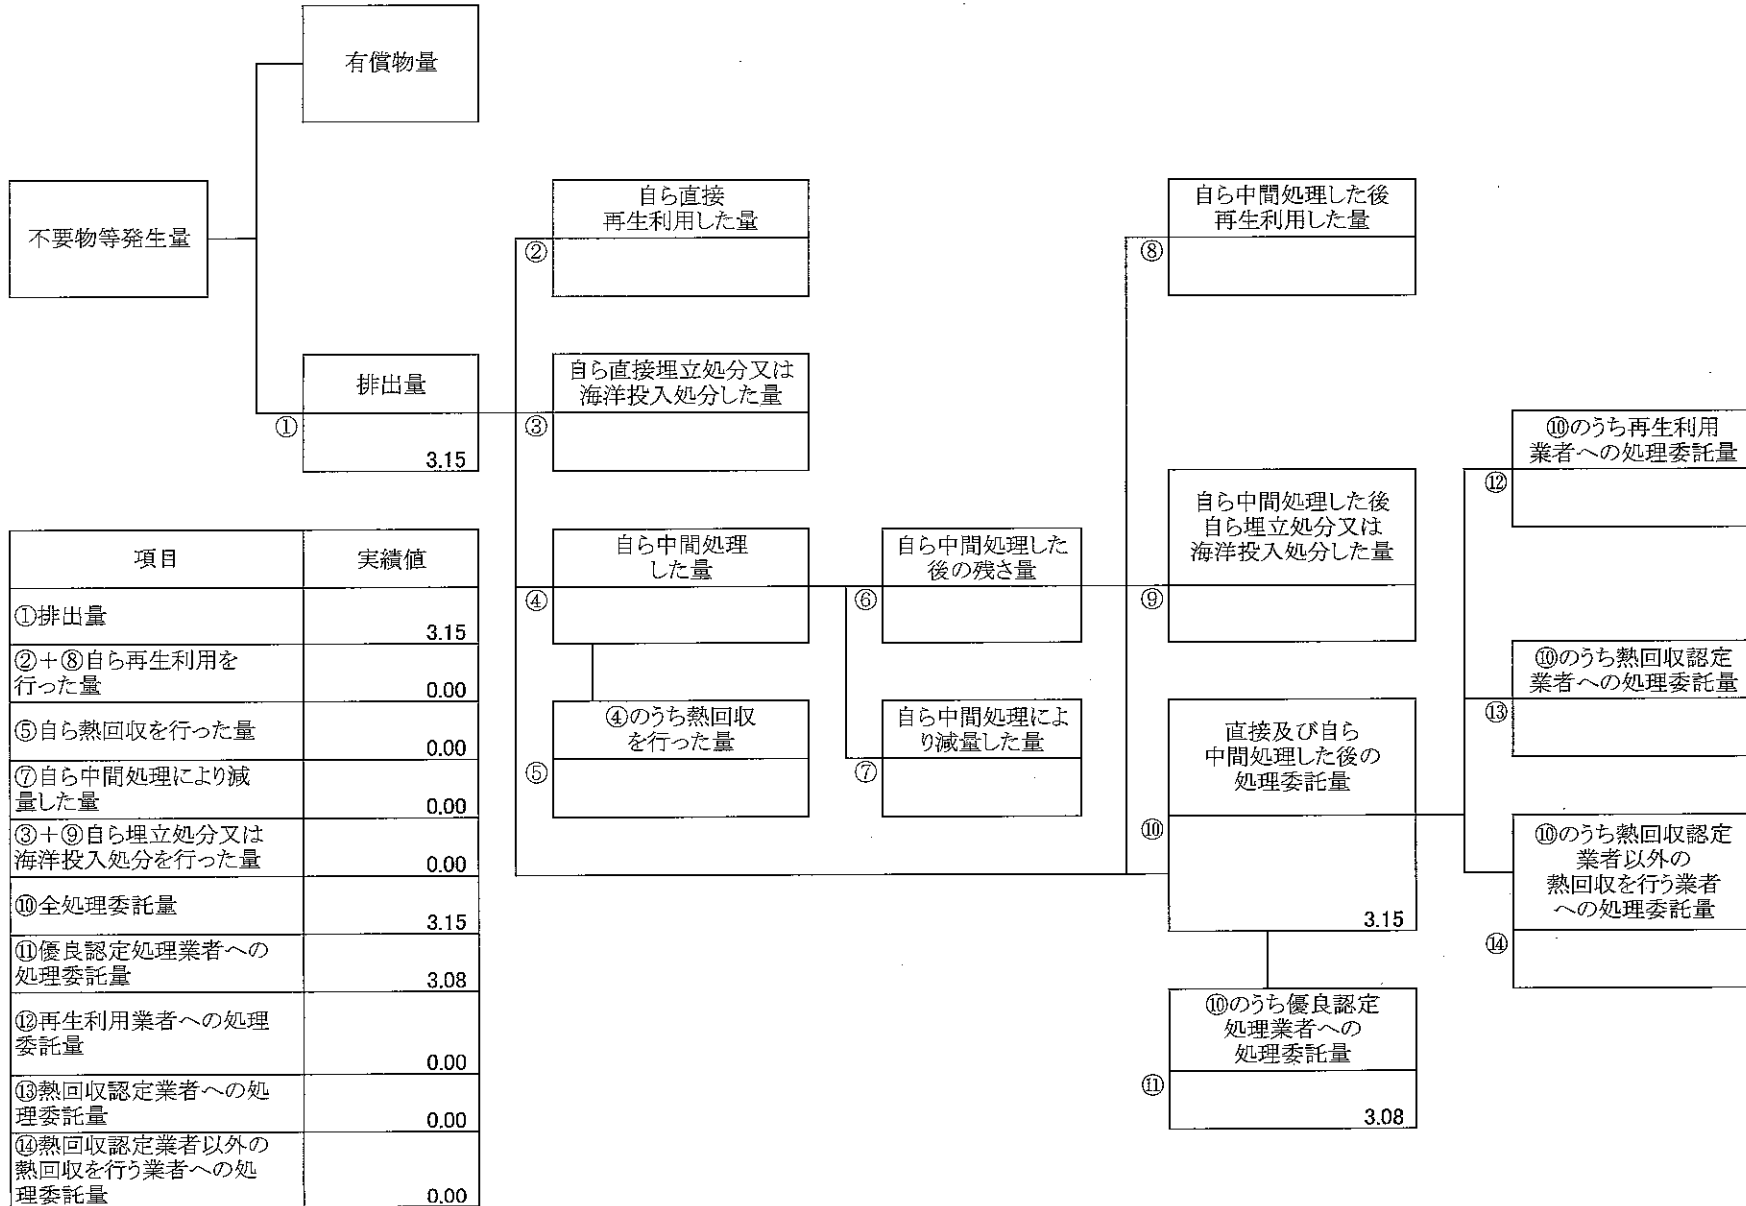 有償物量
不要物等発生量
自ら直接
再生利用した量
②
自ら中間処理した後
再生利用した量
⑧
排出量
①
3.15
自ら直接埋立処分又は
海洋投入処分した量
③
⑩のうち再生利用
業者への処理委託量
⑫
自ら中間処理
した量
④
自ら中間処理した
後の残さ量
⑥
自ら中間処理した後
自ら埋立処分又は
海洋投入処分した量
⑨
⑩のうち熱回収認定
業者への処理委託量
⑬
④のうち熱回収
を行った量
⑤
自ら中間処理によ
り減量した量
⑦
直接及び自ら
中間処理した後の
処理委託量
⑩
3.15
⑩のうち熱回収認定
業者以外の
熱回収を行う業者
への処理委託量
⑭
⑩のうち優良認定
処理業者への
処理委託量
⑪
3.08
項目 実績値
①排出量
3.15
②+⑧自ら再生利用を
行った量 0.00
⑤自ら熱回収を行った量
0.00
⑦自ら中間処理により減
量した量 0.00
③+⑨自ら埋立処分又は
海洋投入処分を行った量 0.00
⑩全処理委託量
3.15
⑪優良認定処理業者への
処理委託量 3.08
⑫再生利用業者への処理
委託量
0.00
⑬熱回収認定業者への処
理委託量 0.00
⑭熱回収認定業者以外の
熱回収を行う業者への処
理委託量 0.00